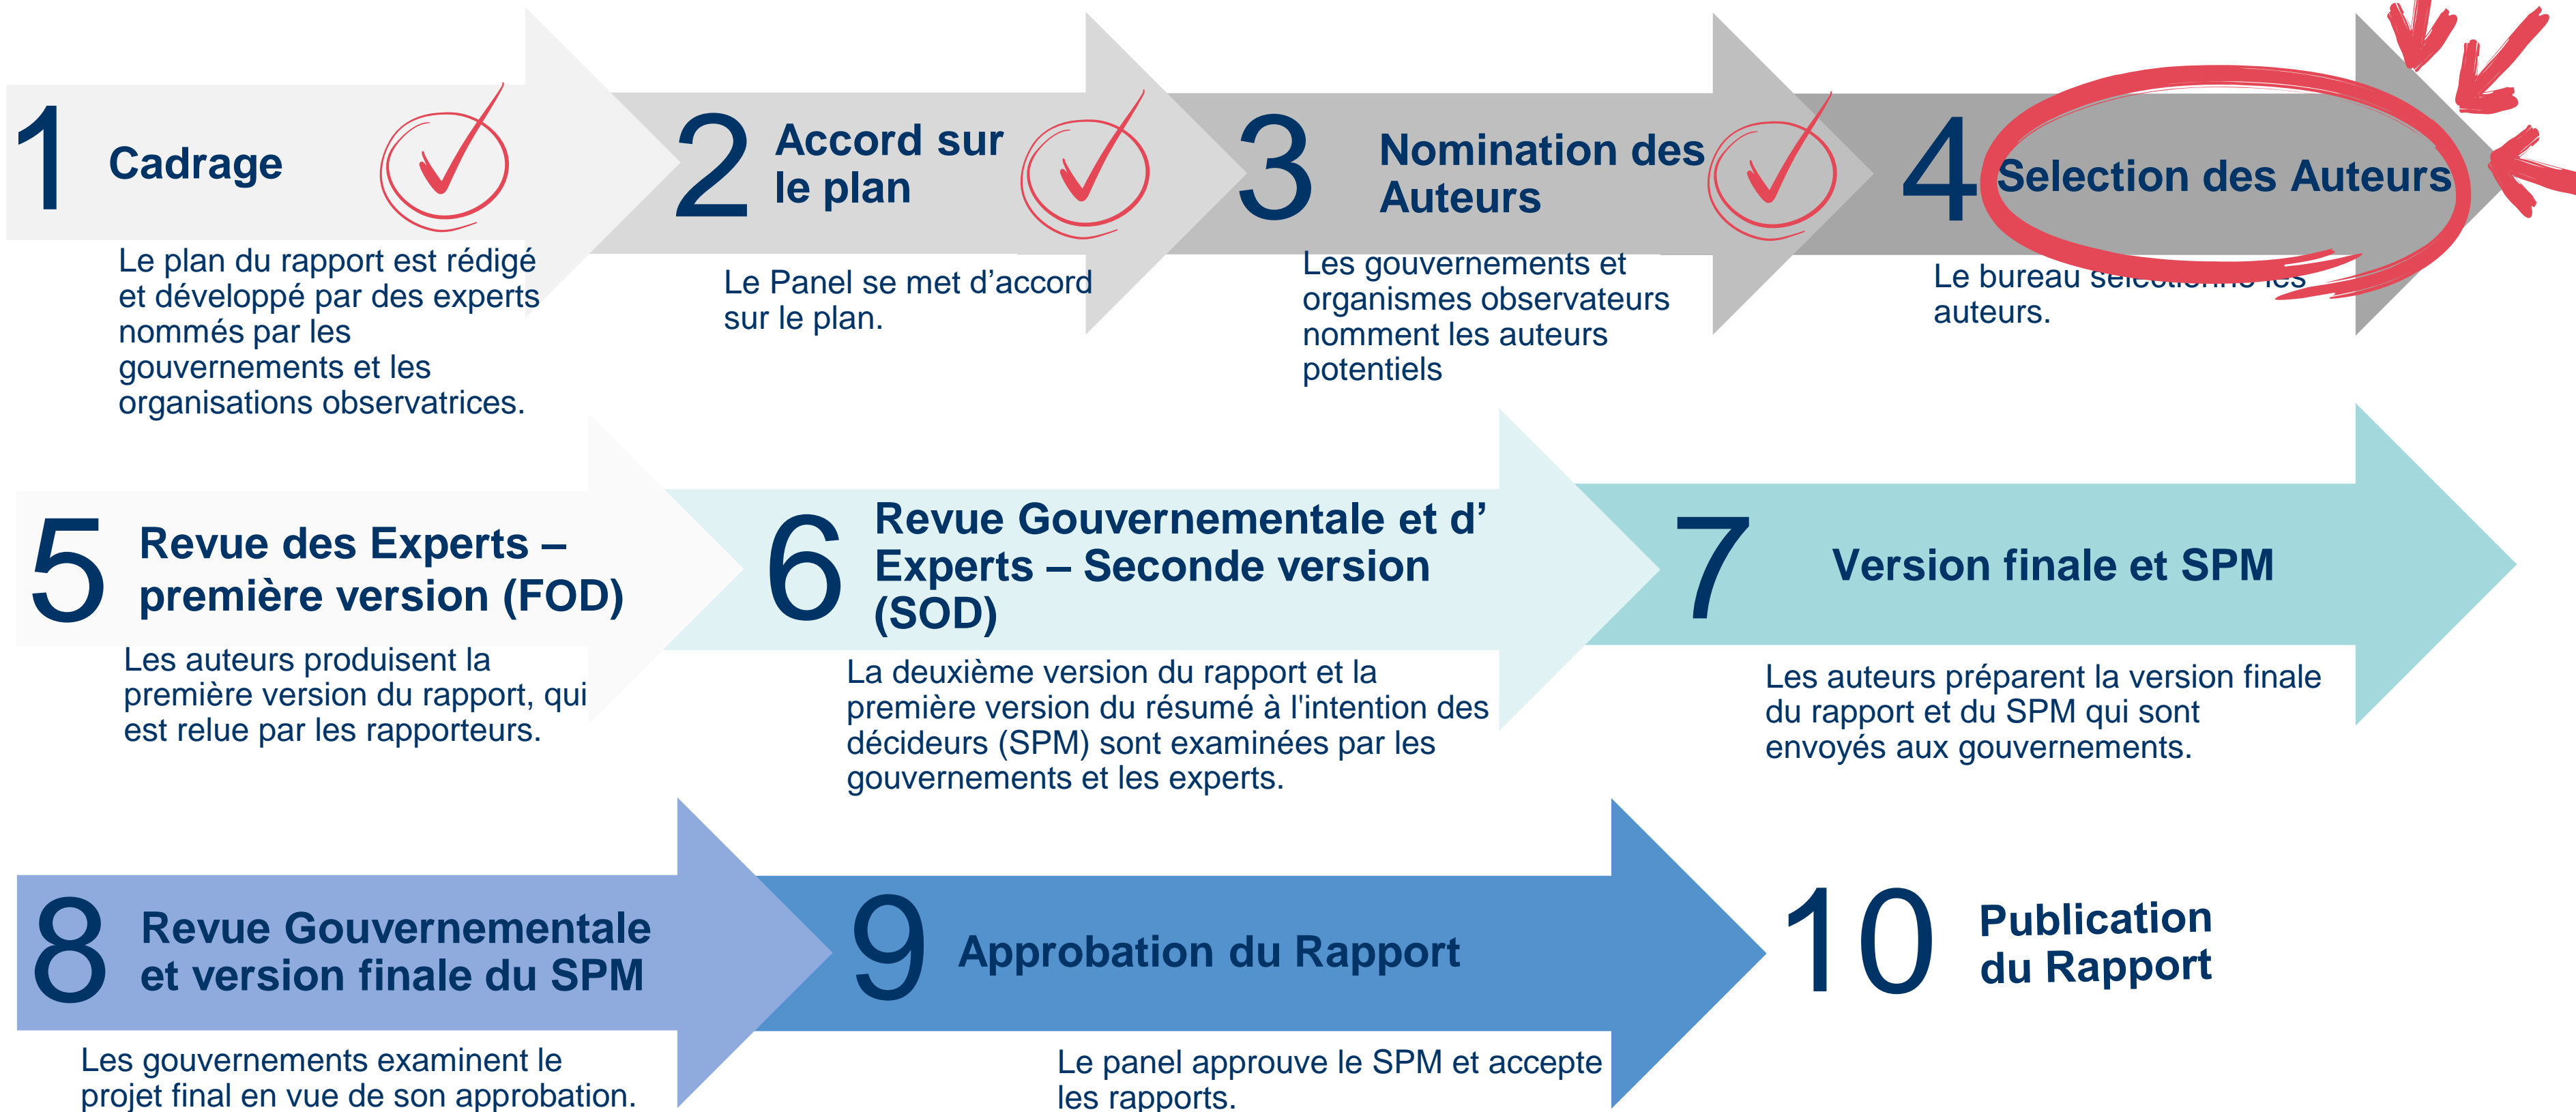 1
Cadrage
Le plan du rapport est rédigé
et développé par des experts
nommés par les
gouvernements et les
organisations observatrices.
2
Accord sur
le plan
Le Panel se met d’accord
sur le plan.
3
Nomination des
Auteurs
Les gouvernements et
organismes observateurs
nomment les auteurs
potentiels
4
Selection des Auteurs
Le bureau sélectionne les
auteurs.
5
Revue des Experts –
première version (FOD)
Les auteurs produisent la
première version du rapport, qui
est relue par les rapporteurs.
6
Revue Gouvernementale et d’
Experts – Seconde version
(SOD)
La deuxième version du rapport et la
première version du résumé à l'intention des
décideurs (SPM) sont examinées par les
gouvernements et les experts.
7
Version finale et SPM
Les auteurs préparent la version finale
du rapport et du SPM qui sont
envoyés aux gouvernements.
8
Revue Gouvernementale
et version finale du SPM
Les gouvernements examinent le
projet final en vue de son approbation.
9
Approbation du Rapport
Le panel approuve le SPM et accepte
les rapports.
10
Publication
du Rapport